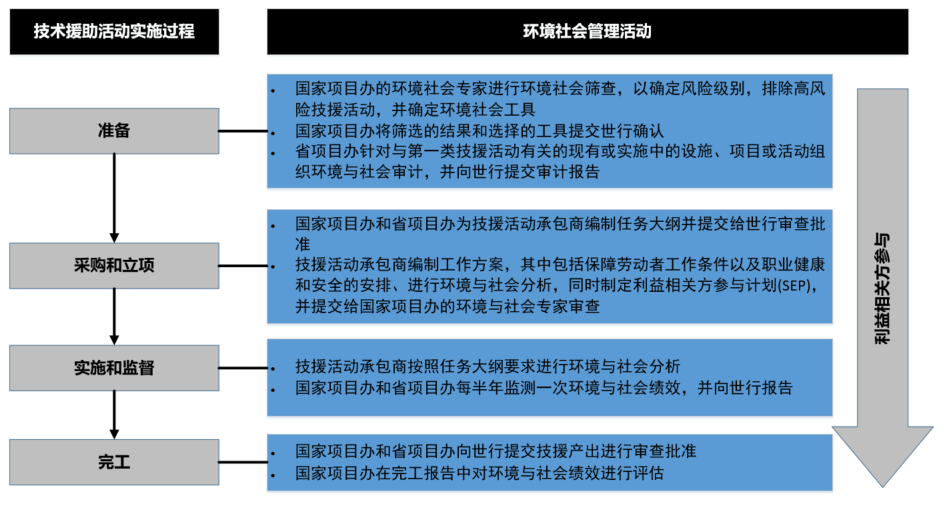 技术援助活动实施过程
环境社会管理活动
准备
• 国家项目办的环境社会专家进行环境社会筛查，以确定风险级别，排除高风
险技援活动，并确定环境社会工具
• 国家项目办将筛选的结果和选择的工具提交世行确认
• 省项目办针对与第一类技援活动有关的现有或实施中的设施、项目或活动组
织环境与社会审计，并向世行提交审计报告
采购和立项
• 国家项目办和省项目办为技援活动承包商编制任务大纲并提交给世行审查批
准
• 技援活动承包商编制工作方案，其中包括保障劳动者工作条件以及职业健康
和安全的安排、进行环境与社会分析，同时制定利益相关方参与计划(SEP)，
并提交给国家项目办的环境与社会专家审查
实施和监督
• 技援活动承包商按照任务大纲要求进行环境与社会分析
• 国家项目办和省项目办每半年监测一次环境与社会绩效，并向世行报告
完工
• 国家项目办和省项目办向世行提交技援产出进行审查批准
• 国家项目办在完工报告中对环境与社会绩效进行评估
利益相关方参与